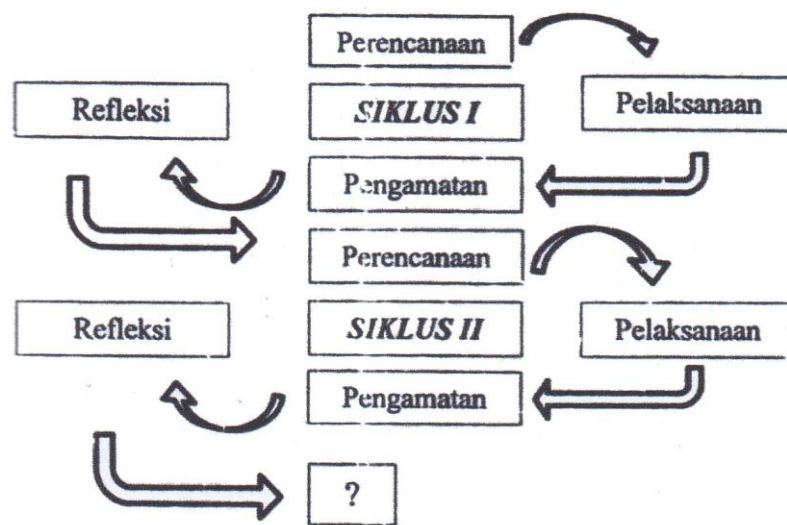 Perencanaan
Refleksi
SIKLUS I
Pelaksanaan
Pengamatan
Perencanaan
Refleksi
SIKLUS II
Pelaksanaan
Pengamatan
?